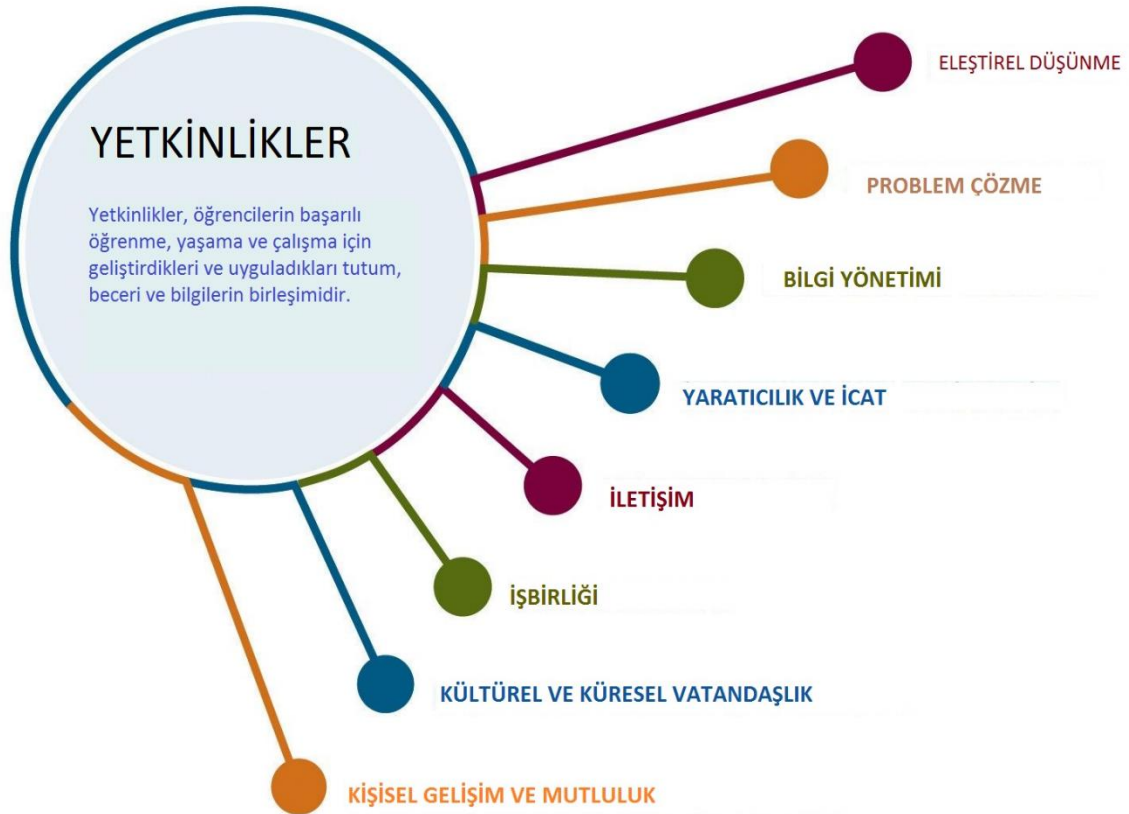 YETKİNLİKLER
Yetkinlikler, öğrencilerin başarılı
öğrenme, yaşama ve çalışma için
geliştirdikleri ve uyguladıkları tutum,
beceri ve bilgilerin birleşimidir.
ELEŞTİREL DÜŞÜNME
PROBLEM ÇÖZME
BİLGİ YÖNETİMİ
YARATICILIK VE İCAT
İLETİŞİM
İŞBİRLİĞİ
KÜLTÜREL VE KÜRESEL VATANDAŞLIK
KİŞİSEL GELİŞİM VE MUTLULUK